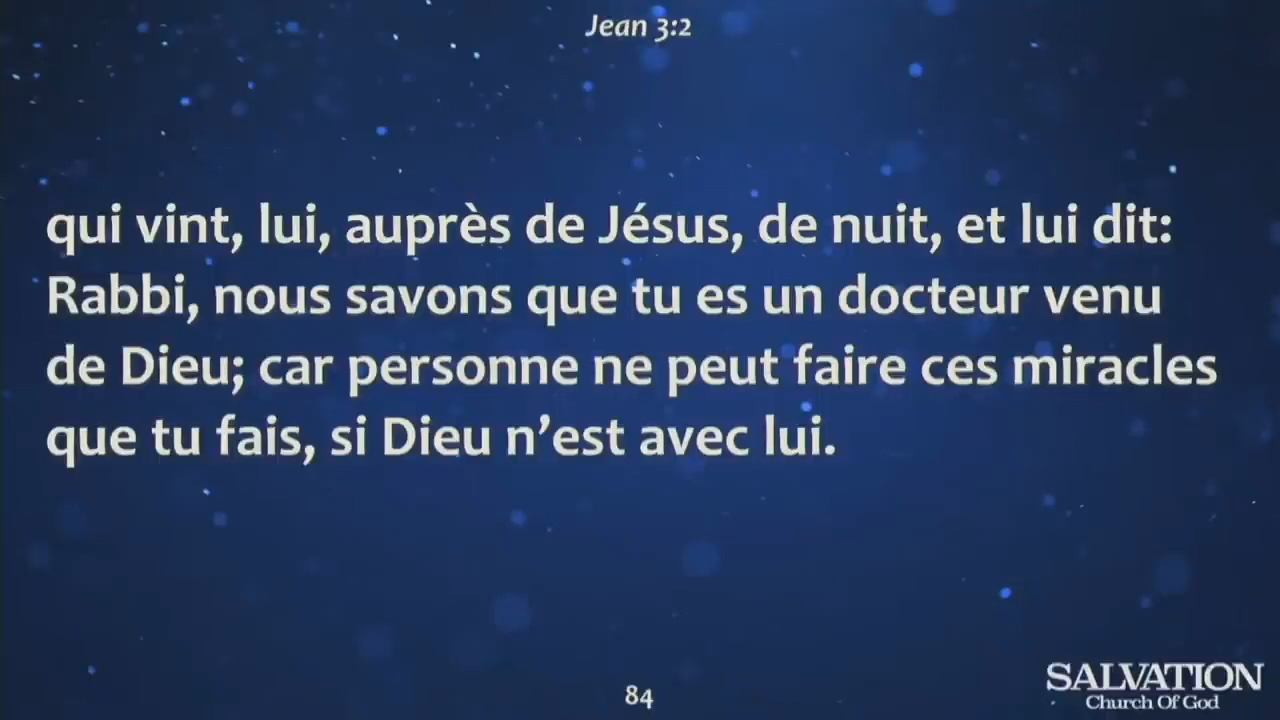 Jean 3:2
qui vint, lui, auprès de Jésus, de nuit, et lui dit:
Rabbi, nous savons que tu es un docteur venu
de Dieu; car personne ne peut faire ces miracles
que tu fais, si Dieu n’est avec lui.
84
SALVATION
Church Of God